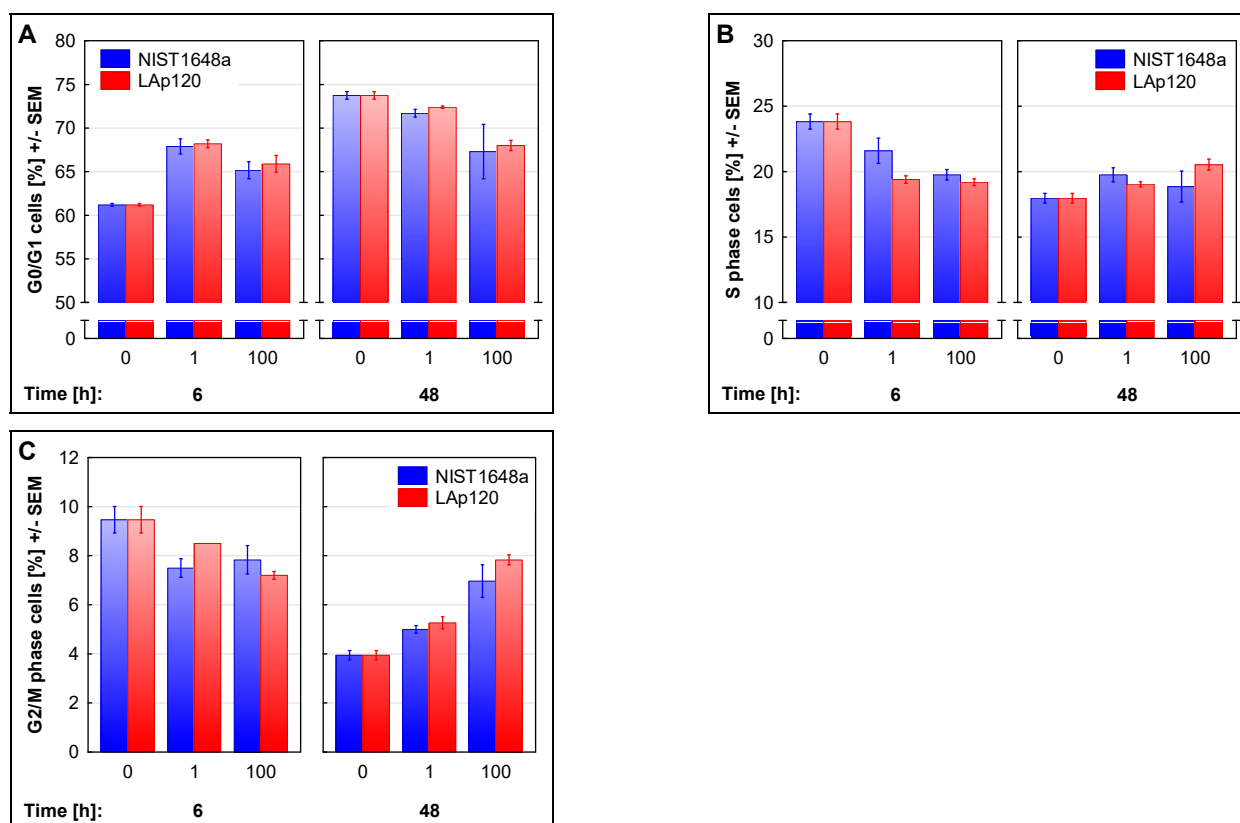 A
G0/G1 cells [%] +/- SEM
80
75
70
65
60
55
50
0
NIST1648a
LAp120
0 1 100 0 1 100
Time [h]: 6 48
B
S phase cels [%] +/- SEM
30
25
20
15
10
0
NIST1648a
LAp120
0 1 100 0 1 100
Time [h]: 6 48
C
G2/M phase cells [%] +/- SEM
12
10
8
6
4
2
0
NIST1648a
LAp120
0 1 100 0 1 100
Time [h]: 6 48